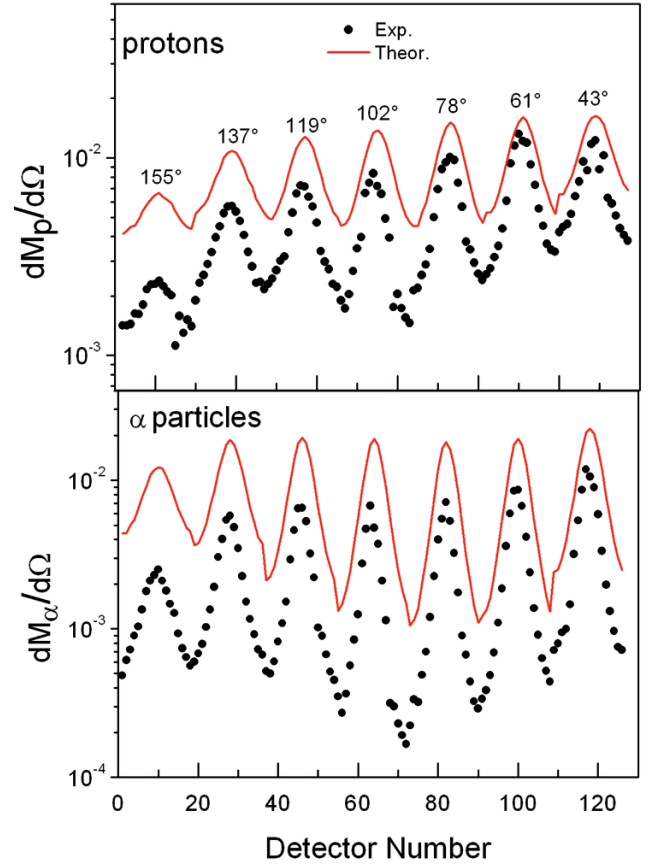 protons
Exp.
Theor.
155°
137°
119°
102°
78°
61°
43°
dMp/dΩ
10⁻²
10⁻³
α particles
dMα/dΩ
10⁻²
10⁻³
10⁻⁴
0 20 40 60 80 100 120
Detector Number